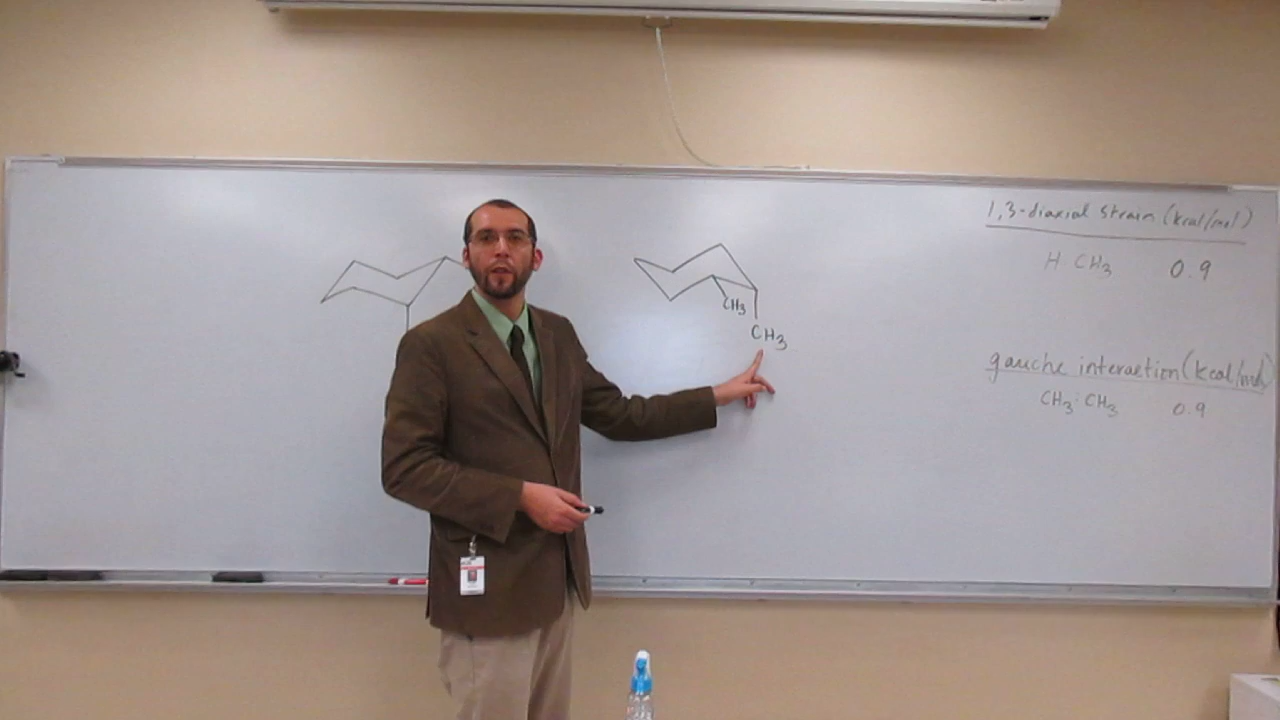 1,3-diaxial strain (kcal/mol)
H CH3 0.9
CH3
CH3
gauche interaction (kcal/mol)
CH3 : CH3 0.9